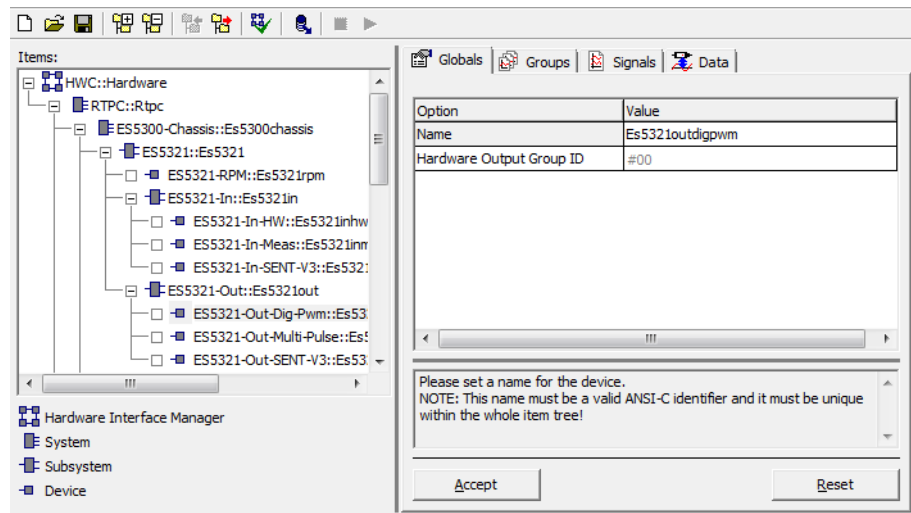 Items:
HWC::Hardware
RTPC::Rtpc
ES5300-Chassis::Es5300chassis
ES5321::Es5321
ES5321-RPM::Es5321rpm
ES5321-In::Es5321in
ES5321-In-HW::Es5321inhw
ES5321-In-Meas::Es5321inm
ES5321-In-SENT-V3::Es5321
ES5321-Out::Es5321out
ES5321-Out-Dig-Pwm::Es53
ES5321-Out-Multi-Pulse::Es5
ES5321-Out-SENT-V3::Es53
Hardware Interface Manager
System
Subsystem
Device
Globals Groups Signals Data
Option Value
Name Es5321outdigpwm
Hardware Output Group ID #00
Please set a name for the device.
NOTE: This name must be a valid ANSI-C identifier and it must be unique
within the whole item tree!
Accept Reset